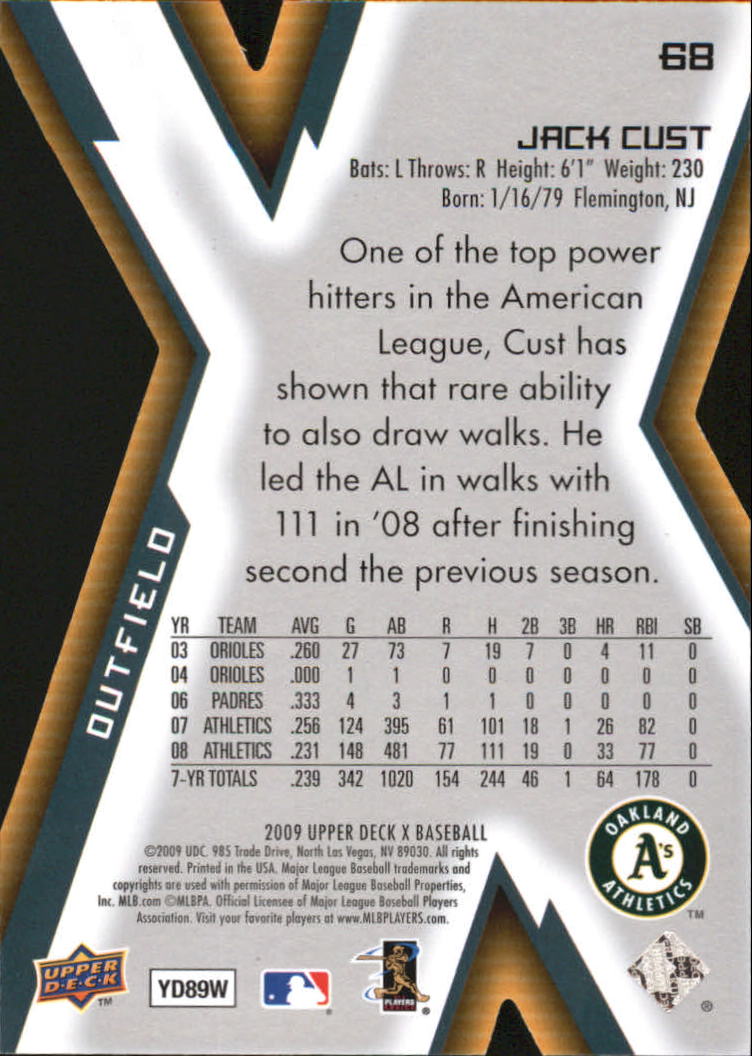 68
JACK CUST
Bats: L Throws: R Height: 6'1" Weight: 230
Born: 1/16/79 Flemington, NJ
One of the top power
hitters in the American
League, Cust has
shown that rare ability
to also draw walks. He
led the AL in walks with
111 in '08 after finishing
second the previous season.
OUTFIELD
YR TEAM AVG G AB R H 2B 3B HR RBI SB
03 ORIOLES .260 27 73 7 19 7 0 4 11 0
04 ORIOLES .000 1 1 0 0 0 0 0 0 0
06 PADRES .333 4 3 1 1 0 0 0 0 0
07 ATHLETICS .256 124 395 61 101 18 1 26 82 0
08 ATHLETICS .231 148 481 77 111 19 0 33 77 0
7-YR TOTALS .239 342 1020 154 244 46 1 64 178 0
2009 UPPER DECK X BASEBALL
©2009 UDC. 985 Trade Drive, North Las Vegas, NV 89030. All rights
reserved. Printed in the USA. Major League Baseball trademarks and
copyrights are used with permission of Major League Baseball Properties,
Inc. MLB.com ©MLBPA. Official Licensee of Major League Baseball Players
Association. Visit your favorite players at www.MLBPLAYERS.com.
OAKLAND
A's
ATHLETICS
TM
UPPER
D·E·C·K
TM
YD89W
®
PLAYERS
®
®